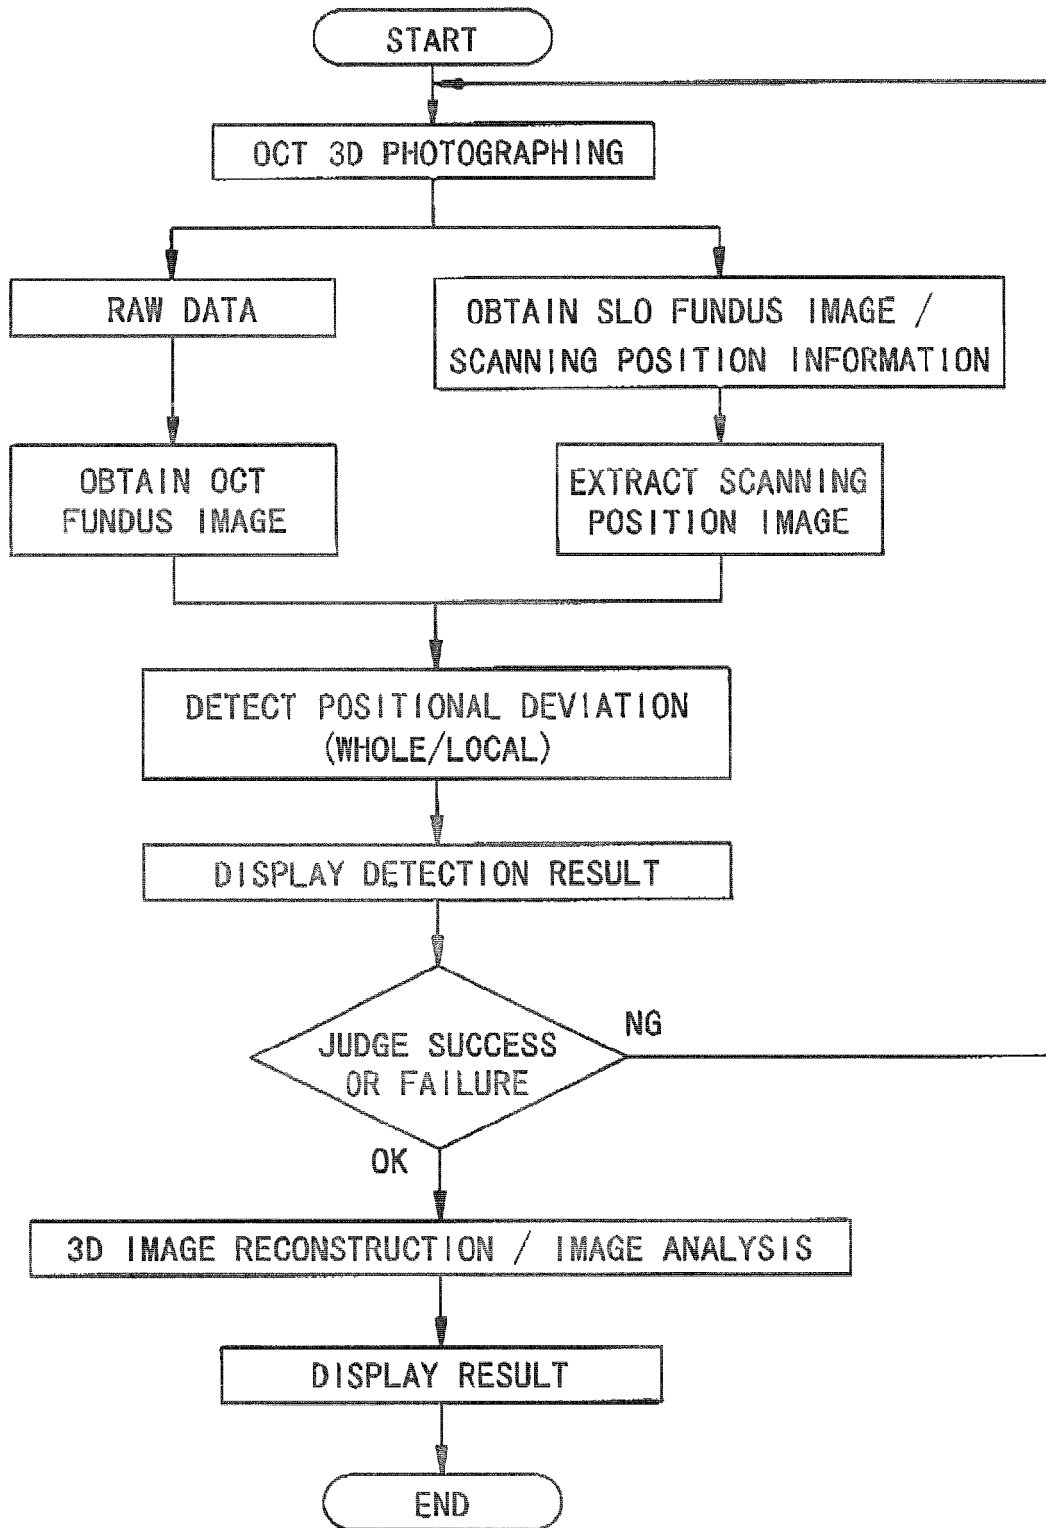 START
OCT 3D PHOTOGRAPHING
RAW DATA
OBTAIN SLO FUNDUS IMAGE /
SCANNING POSITION INFORMATION
OBTAIN OCT
FUNDUS IMAGE
EXTRACT SCANNING
POSITION IMAGE
DETECT POSITIONAL DEVIATION
(WHOLE/LOCAL)
DISPLAY DETECTION RESULT
JUDGE SUCCESS
OR FAILURE
NG
OK
3D IMAGE RECONSTRUCTION / IMAGE ANALYSIS
DISPLAY RESULT
END